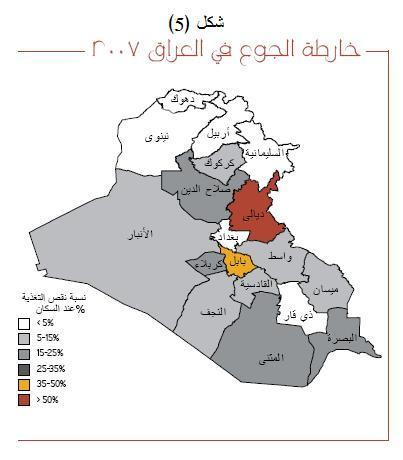 شكل (5)
خارطة الجوع في العراق ٢٠٠٧
دهوك
نينوى
أربيل
السليمانية
كركوك
صلاح الدين
ديالى
الأنبار
بغداد
واسط
بابل
كربلاء
القادسية
ميسان
النجف
ذي قار
المثنى
البصرة
نسبة نقص التغذية
عند السكان%
<5%
5-15%
15-25%
25-35%
35-50%
>50%